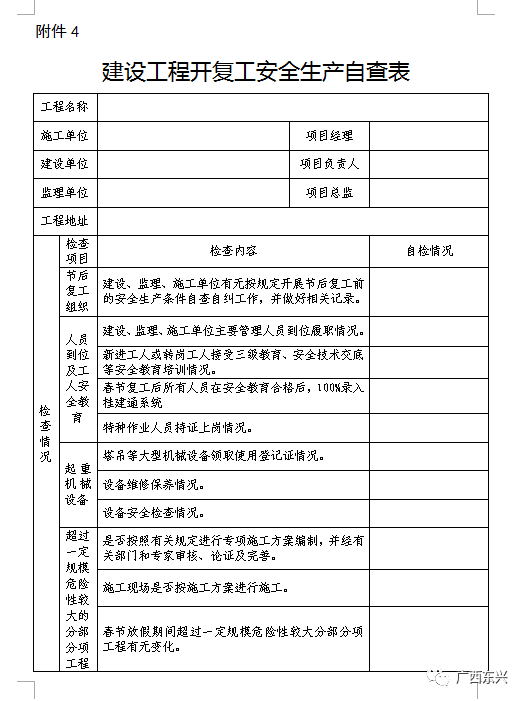 附件 4
建设工程开复工安全生产自查表
工程名称
施工单位
项目经理
建设单位
项目负责人
监理单位
项目总监
工程地址
检查情况
检查
项目
检查内容
自检情况
节后
复工
组织
建设、监理、施工单位有无按规定开展节后复工前
的安全生产条件自查自纠工作，并做好相关记录。
人员
到位
及工
人安
全教
育
建设、监理、施工单位主要管理人员到位履职情况。
新进工人或转岗工人接受三级教育、安全技术交底
等安全教育培训情况。
春节复工后所有人员在安全教育合格后，100%录入
桂建通系统
特种作业人员持证上岗情况。
起重
机械
设备
塔吊等大型机械设备领取使用登记证情况。
设备维修保养情况。
设备安全检查情况。
超过
一定
规模
危险
性较
大的
分部
分项
工程
是否按照有关规定进行专项施工方案编制，并经有
关部门和专家审核、论证及完善。
施工现场是否按施工方案进行施工。
春节放假期间超过一定规模危险性较大分部分项
工程有无变化。
广西东兴